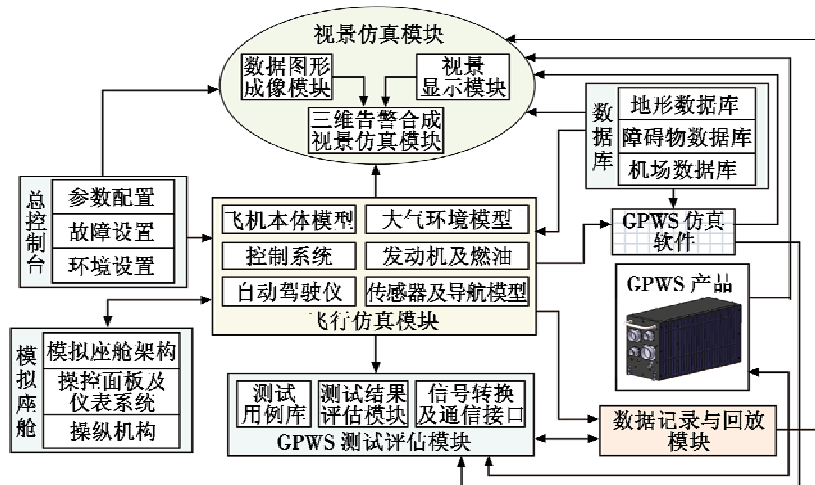 视景仿真模块
数据图形
成像模块
视景
显示模块
三维告警合成
视景仿真模块
数据库
地形数据库
障碍物数据库
机场数据库
总控制台
参数配置
故障设置
环境设置
飞机本体模型
大气环境模型
控制系统
发动机及燃油
自动驾驶仪
传感器及导航模型
飞行仿真模块
GPWS 仿真
软件
GPWS 产品
模拟座舱
模拟座舱架构
操控面板及
仪表系统
操纵机构
测试
用例库
测试结果
评估模块
信号转换
及通信接口
GPWS 测试评估模块
数据记录与回放
模块